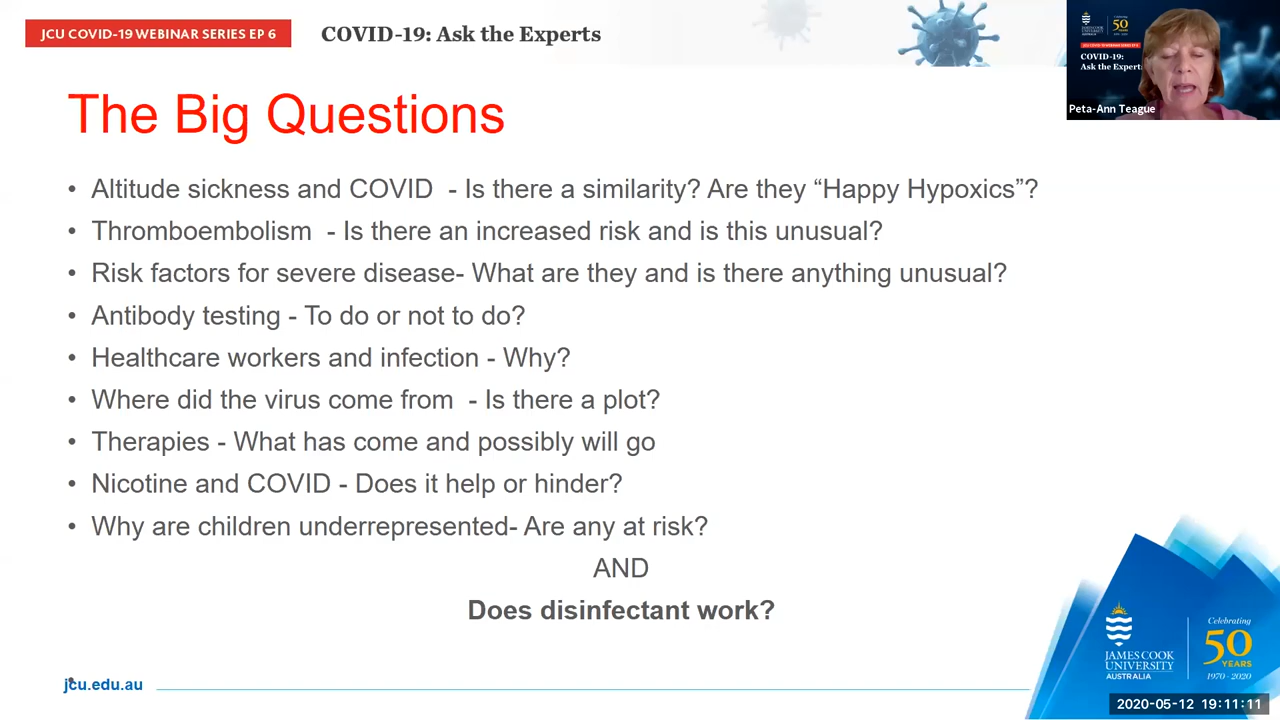 JCU COVID-19 WEBINAR SERIES EP 6
COVID-19: Ask the Experts
COVID-19:
Ask the Expert
Peta-Ann Teague
The Big Questions
• Altitude sickness and COVID - Is there a similarity? Are they “Happy Hypoxics”?
• Thromboembolism - Is there an increased risk and is this unusual?
• Risk factors for severe disease- What are they and is there anything unusual?
• Antibody testing - To do or not to do?
• Healthcare workers and infection - Why?
• Where did the virus come from - Is there a plot?
• Therapies - What has come and possibly will go
• Nicotine and COVID - Does it help or hinder?
• Why are children underrepresented- Are any at risk?
AND
Does disinfectant work?
jcu.edu.au
JAMES COOK
UNIVERSITY
AUSTRALIA
Celebrating
50
YEARS
1970 - 2020
2020-05-12 19:11:11